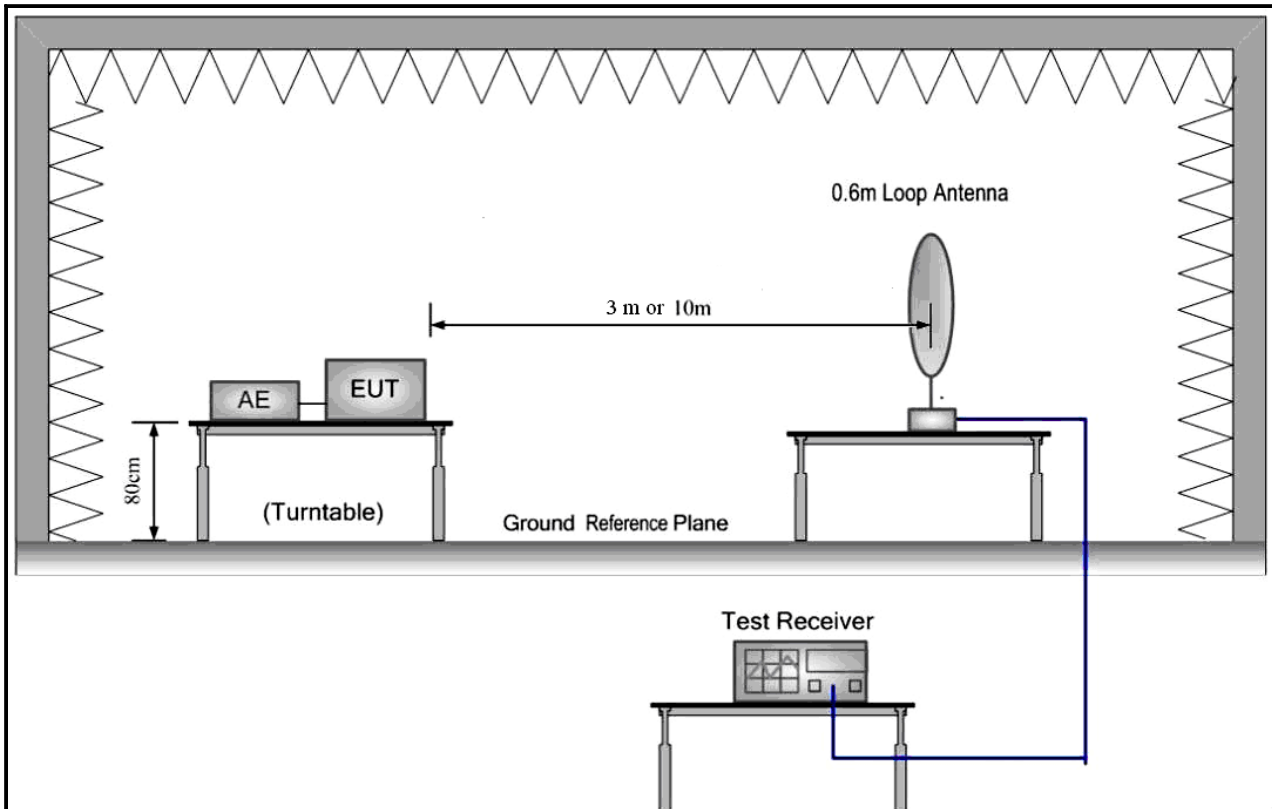 0.6m Loop Antenna
3 m or 10m
AE
EUT
80cm
(Turntable)
Ground Reference Plane
Test Receiver